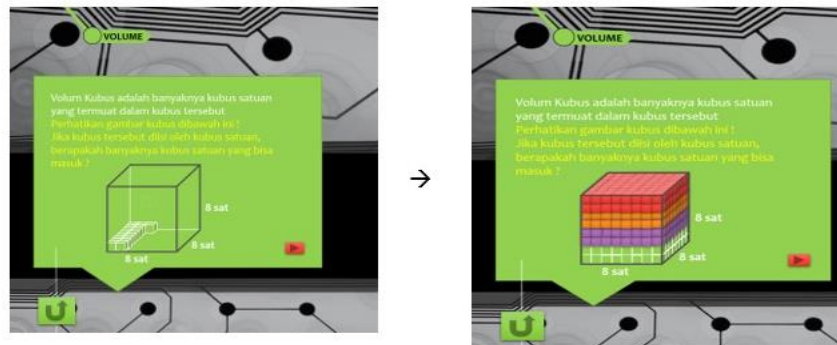 VOLUME
Volum Kubus adalah banyaknya kubus satuan
yang termuat dalam kubus tersebut
Perhatikan gambar kubus dibawah ini !
Jika kubus tersebut diisi oleh kubus satuan,
berapakah banyaknya kubus satuan yang bisa
masuk ?
8 sat
8 sat
8 sat
→
VOLUME
Volum Kubus adalah banyaknya kubus satuan
yang termuat dalam kubus tersebut
Perhatikan gambar kubus dibawah ini !
Jika kubus tersebut diisi oleh kubus satuan,
berapakah banyaknya kubus satuan yang bisa
masuk ?
8 sat
8 sat
8 sat